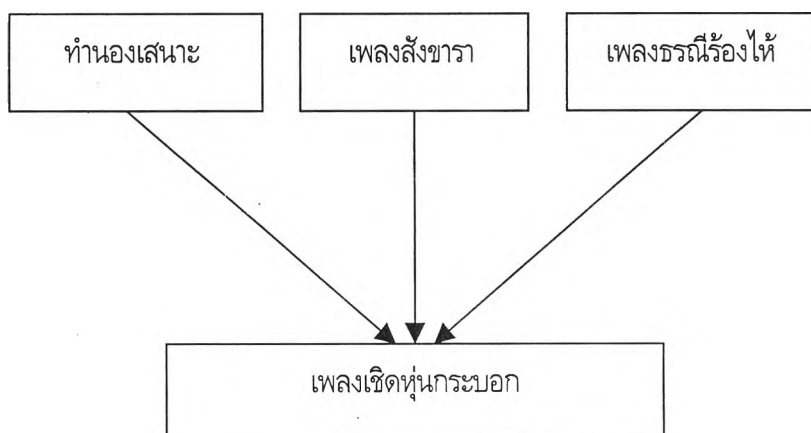 ทำนองเสนาะ
เพลงสังขารา
เพลงธรณีร้องไห้
เพลงเชิดหุ่นกระบอก